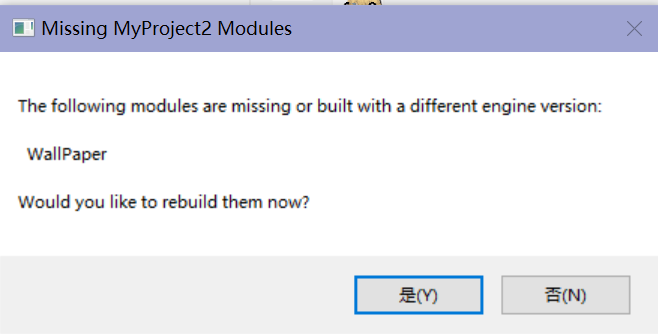 Missing MyProject2 Modules
The following modules are missing or built with a different engine version:
WallPaper
Would you like to rebuild them now?
是(Y)
否(N)